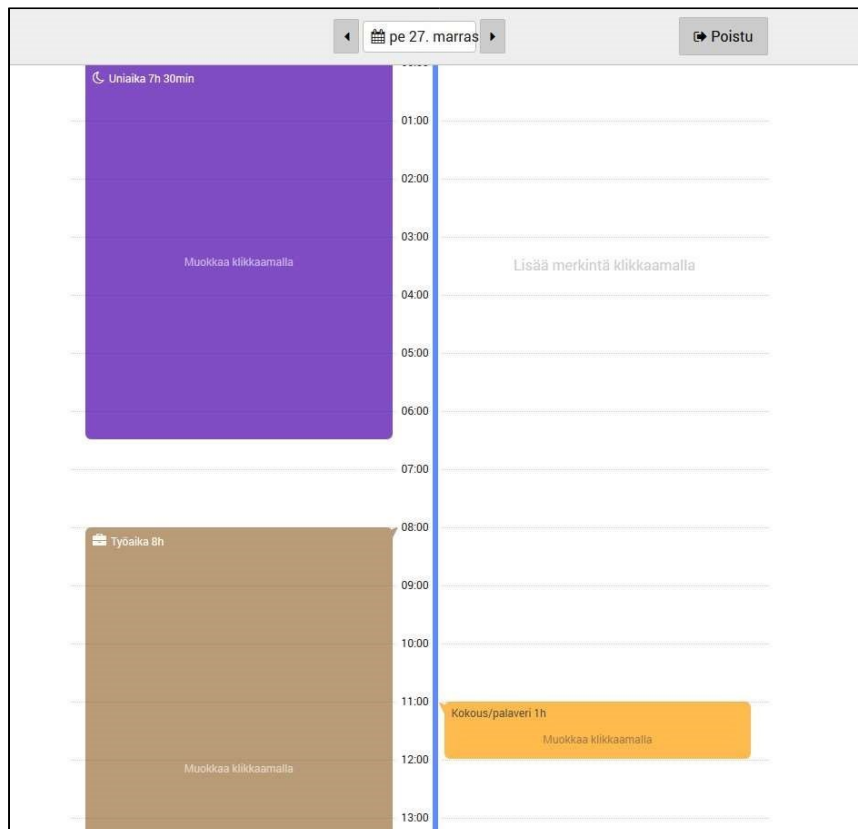 pe 27. marras
Poistu
Uniaika 7h 30min
01:00
02:00
03:00
Muokkaa klikkaamalla
Lisää merkintä klikkaamalla
04:00
05:00
06:00
07:00
08:00
Työaika 8h
09:00
10:00
11:00
Kokous/palaveri 1h
Muokkaa klikkaamalla
12:00
Muokkaa klikkaamalla
13:00